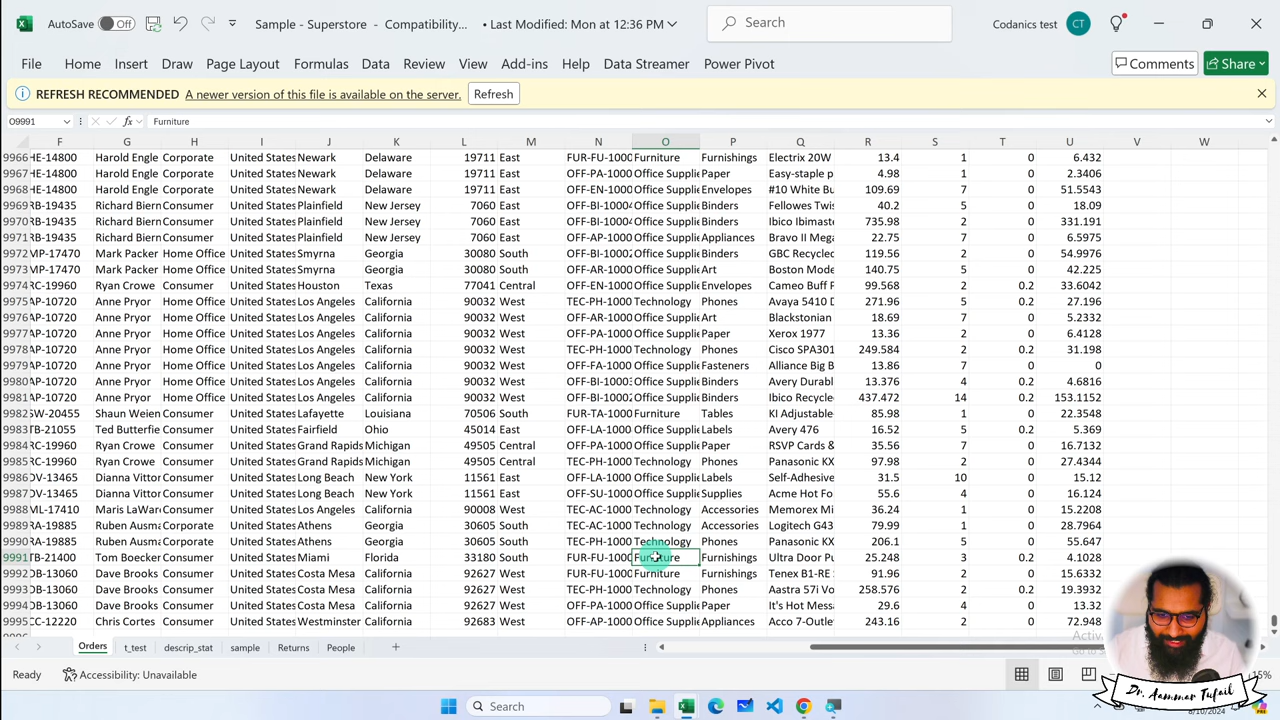 AutoSave Off Sample - Superstore - Compatibility... • Last Modified: Mon at 12:36 PM Search Codanics test CT
File Home Insert Draw Page Layout Formulas Data Review View Add-ins Help Data Streamer Power Pivot Comments Share
REFRESH RECOMMENDED A newer version of this file is available on the server. Refresh
O9991 fx Furniture
F G H I J K L M N O P Q R S T U V W
9966 HE-14800 Harold Engle Corporate United States Newark Delaware 19711 East FUR-FU-1000 Furniture Furnishings Electrix 20W 13.4 1 0 6.432
9967 HE-14800 Harold Engle Corporate United States Newark Delaware 19711 East OFF-PA-1000 Office Supplie Paper Easy-staple p 4.98 1 0 2.3406
9968 HE-14800 Harold Engle Corporate United States Newark Delaware 19711 East OFF-EN-1000 Office Supplie Envelopes #10 White Bu 109.69 7 0 51.5543
9969 RB-19435 Richard Biern Consumer United States Plainfield New Jersey 7060 East OFF-BI-10004 Office Supplie Binders Fellowes Twis 40.2 5 0 18.09
9970 RB-19435 Richard Biern Consumer United States Plainfield New Jersey 7060 East OFF-BI-10004 Office Supplie Binders Ibico Ibimaste 735.98 2 0 331.191
9971 RB-19435 Richard Biern Consumer United States Plainfield New Jersey 7060 East OFF-AP-1000 Office Supplie Appliances Bravo II Mega 22.75 7 0 6.5975
9972 MP-17470 Mark Packer Home Office United States Smyrna Georgia 30080 South OFF-BI-10002 Office Supplie Binders GBC Recycled 119.56 2 0 54.9976
9973 MP-17470 Mark Packer Home Office United States Smyrna Georgia 30080 South OFF-AR-1000 Office Supplie Art Boston Mode 140.75 5 0 42.225
9974 RC-19960 Ryan Crowe Consumer United States Houston Texas 77041 Central OFF-EN-1000 Office Supplie Envelopes Cameo Buff P 99.568 2 0.2 33.6042
9975 AP-10720 Anne Pryor Home Office United States Los Angeles California 90032 West TEC-PH-1000 Technology Phones Avaya 5410 D 271.96 5 0.2 27.196
9976 AP-10720 Anne Pryor Home Office United States Los Angeles California 90032 West OFF-AR-1000 Office Supplie Art Blackstonian 18.69 7 0 5.2332
9977 AP-10720 Anne Pryor Home Office United States Los Angeles California 90032 West OFF-PA-1000 Office Supplie Paper Xerox 1977 13.36 2 0 6.4128
9978 AP-10720 Anne Pryor Home Office United States Los Angeles California 90032 West TEC-PH-1000 Technology Phones Cisco SPA301 249.584 2 0.2 31.198
9979 AP-10720 Anne Pryor Home Office United States Los Angeles California 90032 West OFF-FA-1000 Office Supplie Fasteners Alliance Big B 13.86 7 0 0
9980 AP-10720 Anne Pryor Home Office United States Los Angeles California 90032 West OFF-BI-1000 Office Supplie Binders Avery Durabl 13.376 4 0.2 4.6816
9981 AP-10720 Anne Pryor Home Office United States Los Angeles California 90032 West OFF-BI-1000 Office Supplie Binders Ibico Recycle 437.472 14 0.2 153.1152
9982 SW-20455 Shaun Weien Consumer United States Lafayette Louisiana 70506 South FUR-TA-1000 Furniture Tables KI Adjustable 85.98 1 0 22.3548
9983 TB-21055 Ted Butterfie Consumer United States Fairfield Ohio 45014 East OFF-LA-1000 Office Supplie Labels Avery 476 16.52 5 0.2 5.369
9984 RC-19960 Ryan Crowe Consumer United States Grand Rapids Michigan 49505 Central OFF-PA-1000 Office Supplie Paper RSVP Cards & 35.56 7 0 16.7132
9985 RC-19960 Ryan Crowe Consumer United States Grand Rapids Michigan 49505 Central TEC-PH-1000 Technology Phones Panasonic KX 97.98 2 0 27.4344
9986 DV-13465 Dianna Vittor Consumer United States Long Beach New York 11561 East OFF-LA-1000 Office Supplie Labels Self-Adhesive 31.5 10 0 15.12
9987 DV-13465 Dianna Vittor Consumer United States Long Beach New York 11561 East OFF-SU-1000 Office Supplie Supplies Acme Hot Fo 55.6 4 0 16.124
9988 ML-17410 Maris LaWare Consumer United States Los Angeles California 90008 West TEC-AC-1000 Technology Accessories Memorex Mi 36.24 1 0 15.2208
9989 RA-19885 Ruben Ausma Corporate United States Athens Georgia 30605 South TEC-AC-1000 Technology Accessories Logitech G43 79.99 1 0 28.7964
9990 RA-19885 Ruben Ausma Corporate United States Athens Georgia 30605 South TEC-PH-1000 Technology Phones Panasonic KX 206.1 5 0 55.647
9991 TB-21400 Tom Boecker Consumer United States Miami Florida 33180 South FUR-FU-1000 Furniture Furnishings Ultra Door Pu 25.248 3 0.2 4.1028
9992 DB-13060 Dave Brooks Consumer United States Costa Mesa California 92627 West FUR-FU-1000 Furniture Furnishings Tenex B1-RE 91.96 2 0 15.6332
9993 DB-13060 Dave Brooks Consumer United States Costa Mesa California 92627 West TEC-PH-1000 Technology Phones Aastra 57i Vo 258.576 2 0.2 19.3932
9994 DB-13060 Dave Brooks Consumer United States Costa Mesa California 92627 West OFF-PA-1000 Office Supplie Paper It's Hot Messa 29.6 4 0 13.32
9995 CC-12220 Chris Cortes Consumer United States Westminster California 92683 West OFF-AP-1000 Office Supplie Appliances Acco 7-Outle 243.16 2 0 72.948
Orders t_test descrip_stat sample Returns People
Ready Accessibility: Unavailable
Search
Dr. Aammar Tufail